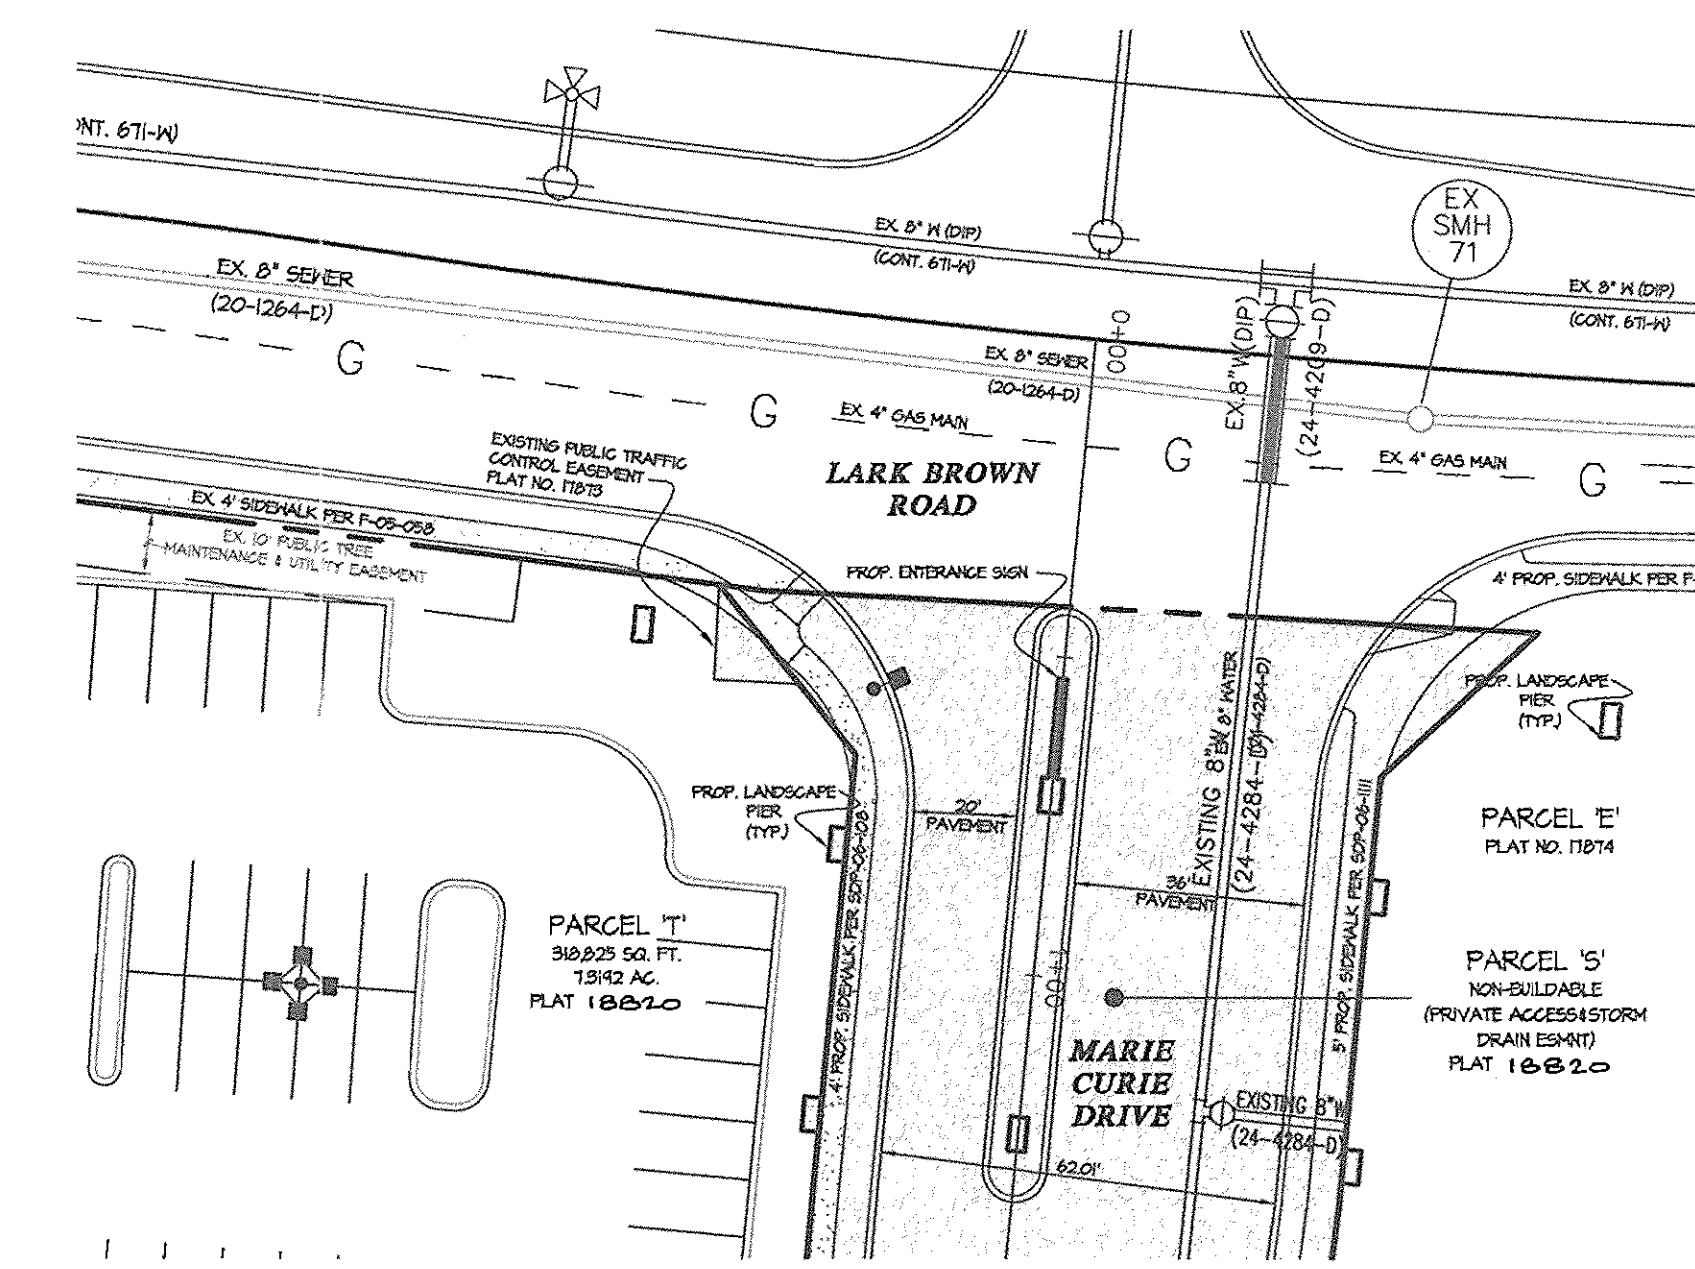 ONT. 671-W)
EX. 8" W (DIP)
(CONT. 671-W)
EX
SMH
71
EX. 8" W (DIP)
(CONT. 671-W)
EX. 8" SEWER
(20-1264-D)
G
EX. 8" SEWER
(20-1264-D)
0+00
EX. 8"W(DIP)
(24-4269-D)
G
EX. 4" GAS MAIN
G
EX. 4" GAS MAIN
G
EXISTING PUBLIC TRAFFIC
CONTROL EASEMENT
PLAT NO. 17873
LARK BROWN
ROAD
EX. 4' SIDEWALK PER F-05-058
EX. 10' PUBLIC TREE
MAINTENANCE & UTILITY EASEMENT
PROP. ENTERANCE SIGN
4' PROP. SIDEWALK PER F-
EX. 8" WATER
(24-4284-D)
PROP. LANDSCAPE
PIER
(TYP.)
PROP. LANDSCAPE
PIER
(TYP.)
20'
PAVEMENT
EXISTING 8"W
(24-4284-D)
36'
PAVEMENT
PARCEL 'E'
PLAT NO. 17874
4' PROP. SIDEWALK PER SDP-06-108
5' PROP. SIDEWALK PER SDP-06-111
PARCEL 'T'
318,825 SQ. FT.
7.3192 AC.
PLAT 18820
1+00
PARCEL 'S'
NON-BUILDABLE
(PRIVATE ACCESS&STORM
DRAIN ESMNT)
PLAT 18820
MARIE
CURIE
DRIVE
EXISTING 8"W
(24-4284-D)
62.01'